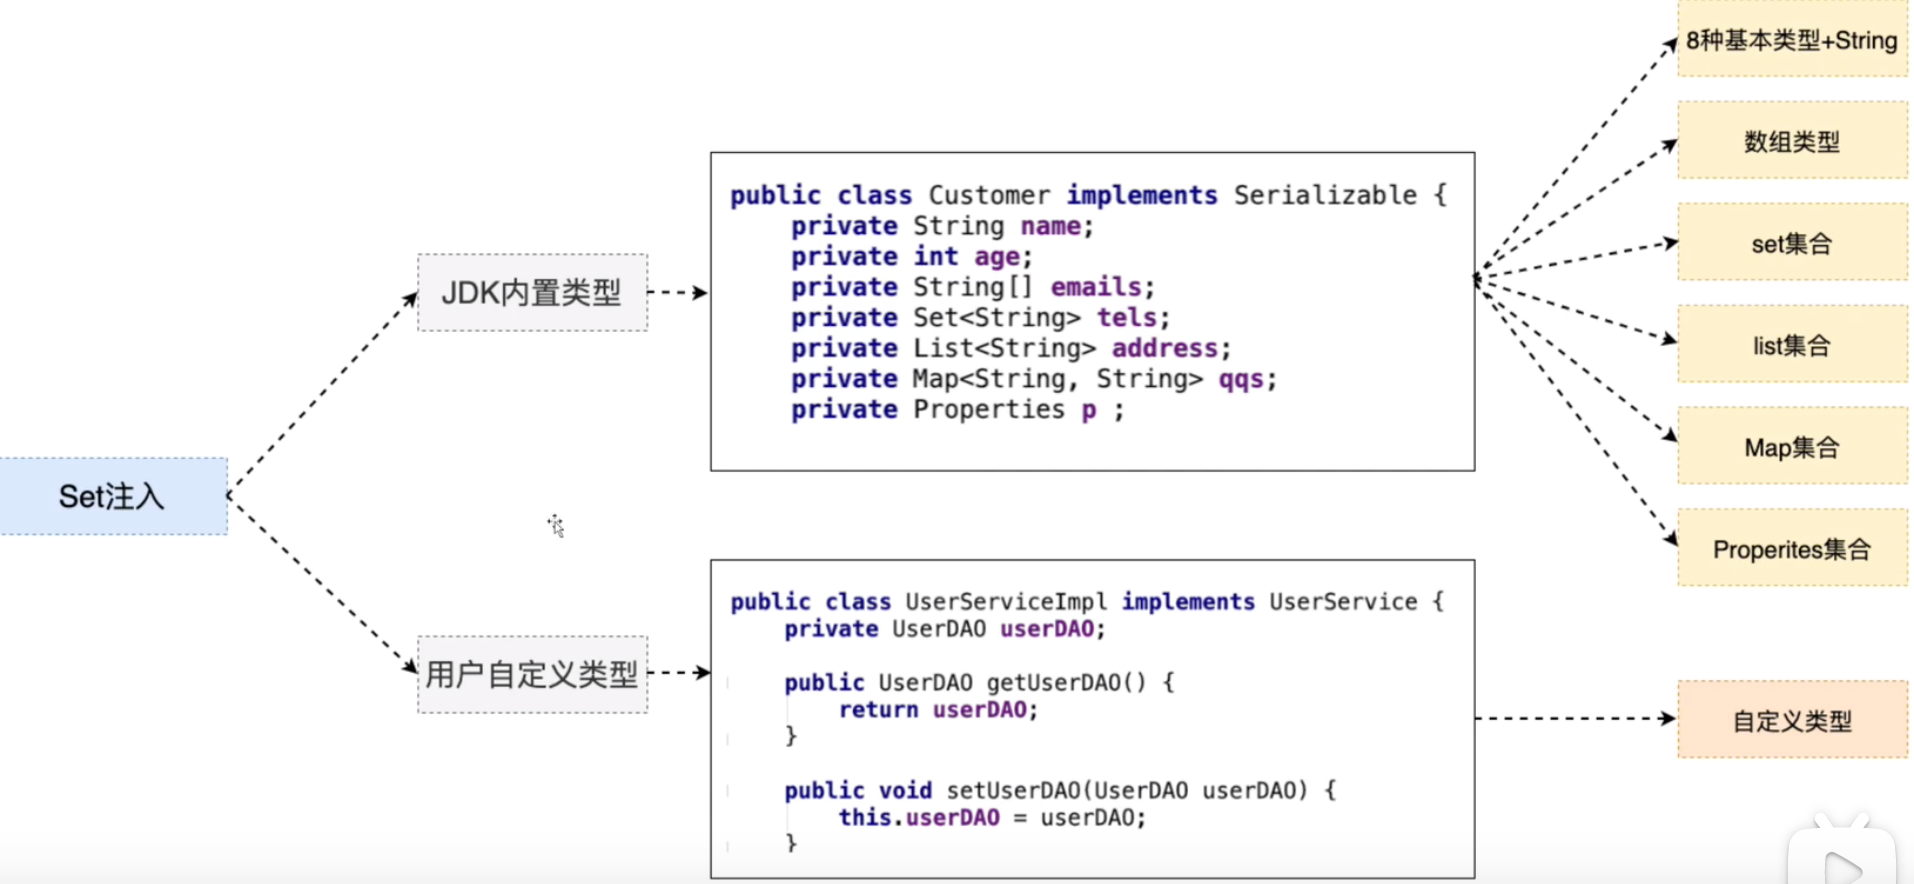 Set注入
JDK内置类型
用户自定义类型
public class Customer implements Serializable {
private String name;
private int age;
private String[] emails;
private Set<String> tels;
private List<String> address;
private Map<String, String> qqs;
private Properties p ;
public class UserServiceImpl implements UserService {
private UserDAO userDAO;
public UserDAO getUserDAO() {
return userDAO;
}
public void setUserDAO(UserDAO userDAO) {
this.userDAO = userDAO;
}
8种基本类型+String
数组类型
set集合
list集合
Map集合
Properites集合
自定义类型